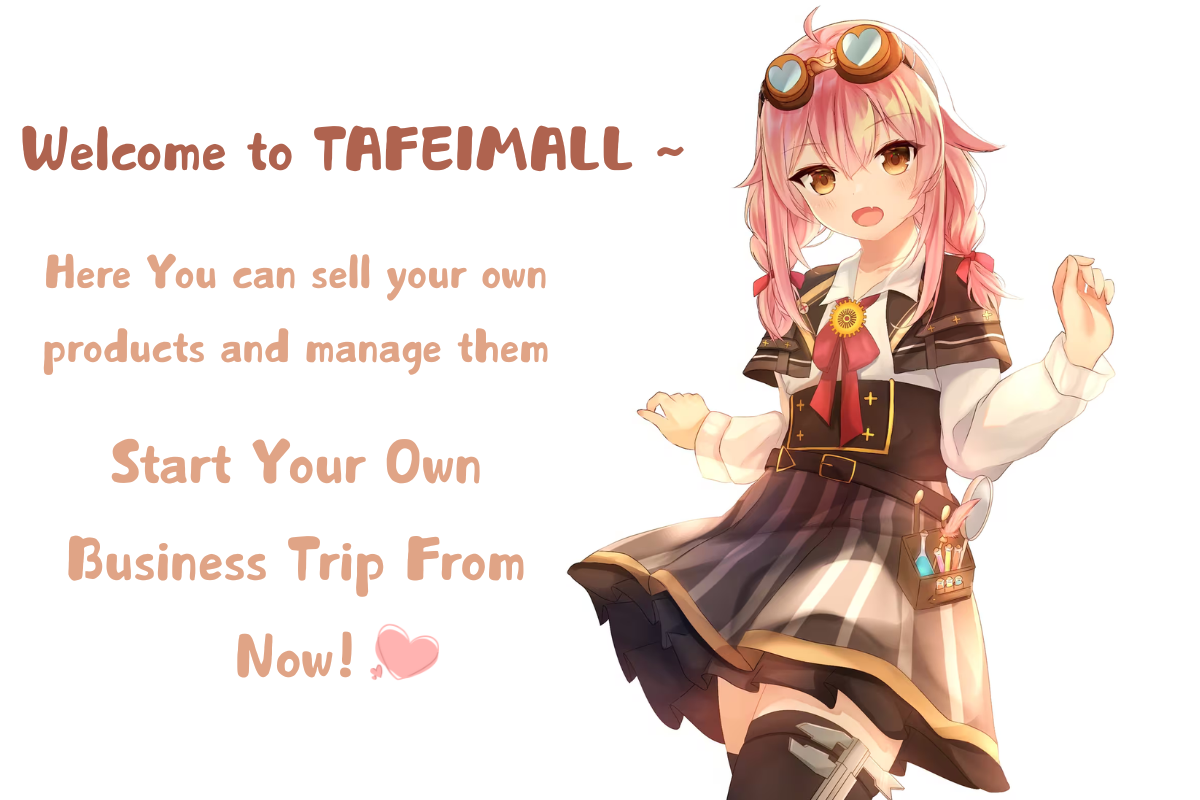 Welcome to TAFEIMALL ~
Here You can sell your own
products and manage them
Start Your Own
Business Trip From
Now!